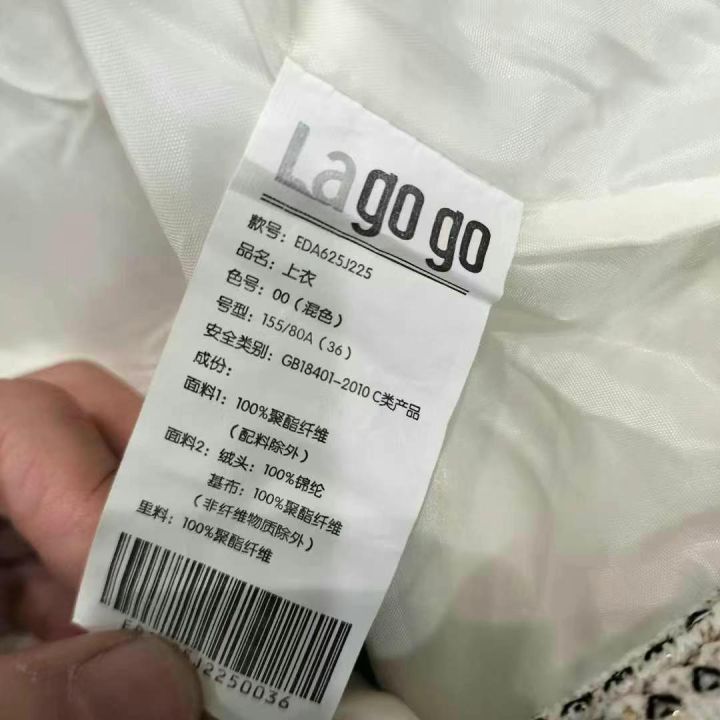 Lagogo
款号: EDA625J225
品名: 上衣
色号: 00 (混色)
号型: 155/80A (36)
安全类别: GB18401-2010 C类产品
成份:
面料1: 100%聚酯纤维
(配料除外)
面料2: 绒头: 100%锦纶
基布: 100%聚酯纤维
(非纤维物质除外)
里料: 100%聚酯纤维